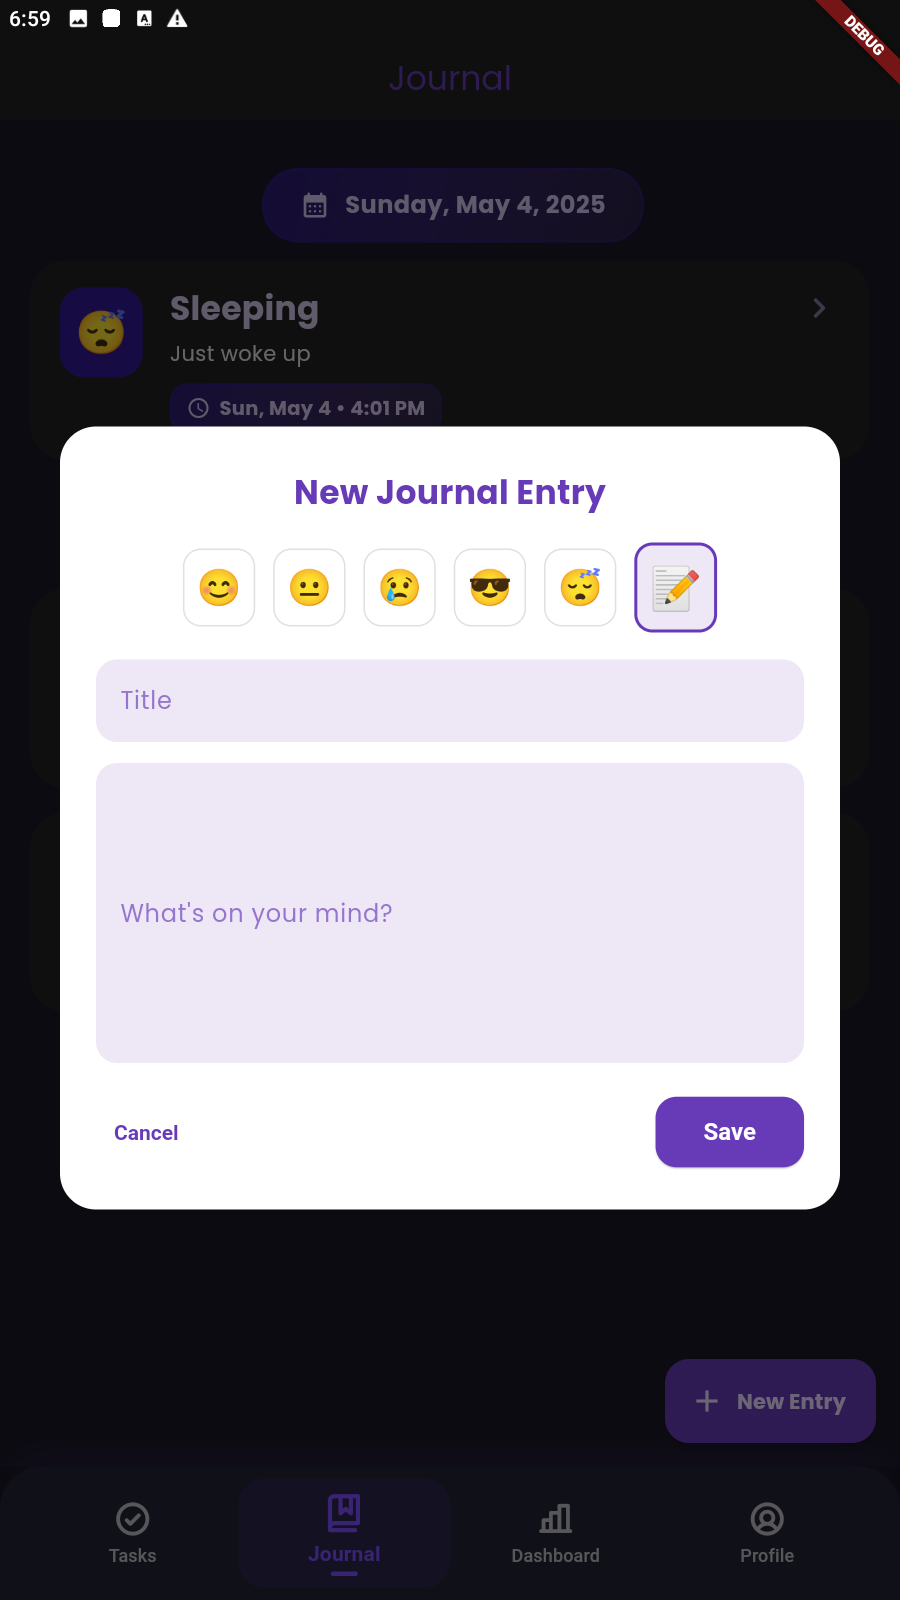 6:59
DEBUG
Journal
Sunday, May 4, 2025
Sleeping
Just woke up
Sun, May 4 • 4:01 PM
New Journal Entry
Title
What's on your mind?
Cancel
Save
New Entry
Tasks
Journal
Dashboard
Profile